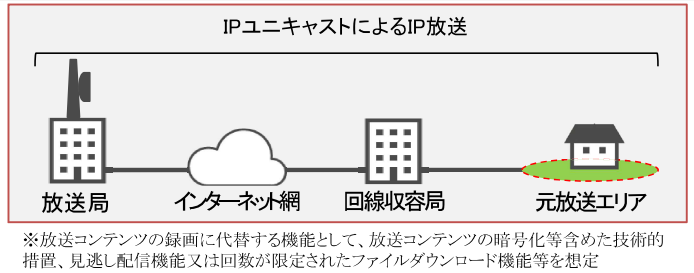 IPユニキャストによるIP放送
放送局 インターネット網 回線収容局 元放送エリア
※放送コンテンツの録画に代替する機能として、放送コンテンツの暗号化等含めた技術的
措置、見逃し配信機能又は回数が限定されたファイルダウンロード機能等を想定